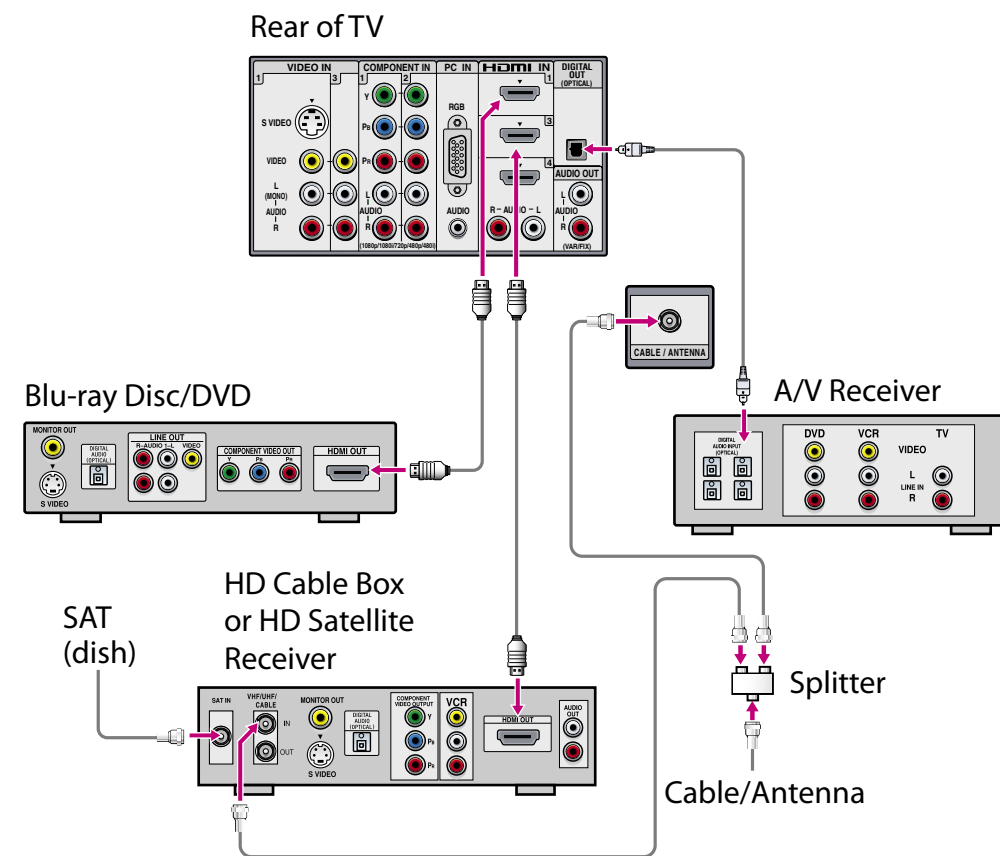 Rear of TV
VIDEO IN
COMPONENT IN
PC IN
HDMI IN
DIGITAL
OUT
(OPTICAL)
1
3
1
2
1
Y
S VIDEO
RGB
PB
3
VIDEO
PR
4
AUDIO OUT
L
(MONO)
AUDIO
R
L
AUDIO
R
AUDIO
R - AUDIO - L
L
AUDIO
R
(1080p/1080i/720p/480p/480i)
(VAR/FIX)
CABLE / ANTENNA
Blu-ray Disc/DVD
MONITOR OUT
S VIDEO
DIGITAL
AUDIO
(OPTICAL)
LINE OUT
R-AUDIO 1-L VIDEO
COMPONENT VIDEO OUT
Y PB PR
HDMI OUT
A/V Receiver
DIGITAL
AUDIO INPUT
(OPTICAL)
DVD
VCR
TV
VIDEO
L
LINE IN
R
HD Cable Box
or HD Satellite
Receiver
SAT
(dish)
SAT IN
VHF/UHF/
CABLE
IN
OUT
MONITOR OUT
S VIDEO
DIGITAL
AUDIO
(OPTICAL)
COMPONENT
VIDEO OUTPUT
Y
VCR
HDMI OUT
AUDIO
OUT
Splitter
Cable/Antenna